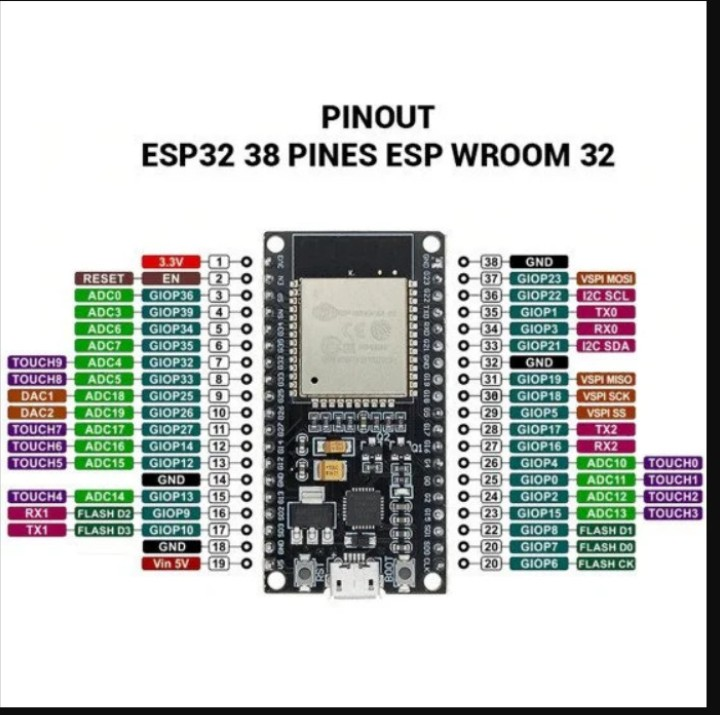 PINOUT
ESP32 38 PINES ESP WROOM 32
3.3V 1 38 GND
RESET EN 2 37 GIOP23 VSPI MOSI
ADC0 GIOP36 3 36 GIOP22 I2C SCL
ADC3 GIOP39 4 35 GIOP1 TX0
ADC6 GIOP34 5 34 GIOP3 RX0
ADC7 GIOP35 6 33 GIOP21 I2C SDA
TOUCH9 ADC4 GIOP32 7 32 GND
TOUCH8 ADC5 GIOP33 8 31 GIOP19 VSPI MISO
DAC1 ADC18 GIOP25 9 30 GIOP18 VSPI SCK
DAC2 ADC19 GIOP26 10 29 GIOP5 VSPI SS
TOUCH7 ADC17 GIOP27 11 28 GIOP17 TX2
TOUCH6 ADC16 GIOP14 12 27 GIOP16 RX2
TOUCH5 ADC15 GIOP12 13 26 GIOP4 ADC10 TOUCH0
GND 14 25 GIOP0 ADC11 TOUCH1
TOUCH4 ADC14 GIOP13 15 24 GIOP2 ADC12 TOUCH2
RX1 FLASH D2 GIOP9 16 23 GIOP15 ADC13 TOUCH3
TX1 FLASH D3 GIOP10 17 22 GIOP8 FLASH D1
GND 18 20 GIOP7 FLASH D0
Vin 5V 19 20 GIOP6 FLASH CK
BOOT